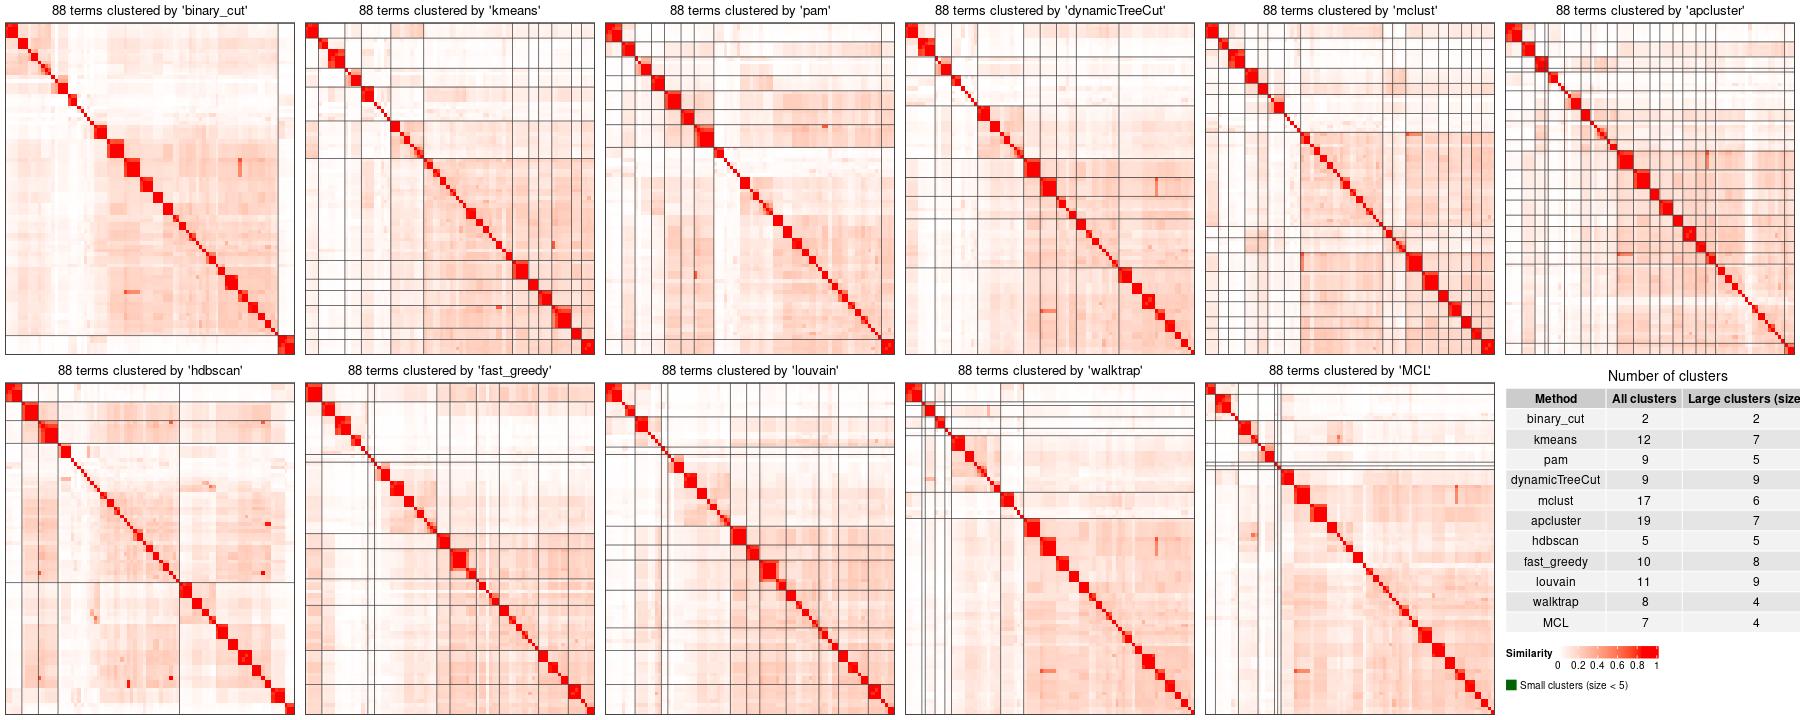 88 terms clustered by 'binary_cut'
88 terms clustered by 'kmeans'
88 terms clustered by 'pam'
88 terms clustered by 'dynamicTreeCut'
88 terms clustered by 'mclust'
88 terms clustered by 'apcluster'
88 terms clustered by 'hdbscan'
88 terms clustered by 'fast_greedy'
88 terms clustered by 'louvain'
88 terms clustered by 'walktrap'
88 terms clustered by 'MCL'
Number of clusters
Method All clusters Large clusters (size
binary_cut 2 2
kmeans 12 7
pam 9 5
dynamicTreeCut 9 9
mclust 17 6
apcluster 19 7
hdbscan 5 5
fast_greedy 10 8
louvain 11 9
walktrap 8 4
MCL 7 4
Similarity
0 0.2 0.4 0.6 0.8 1
Small clusters (size < 5)